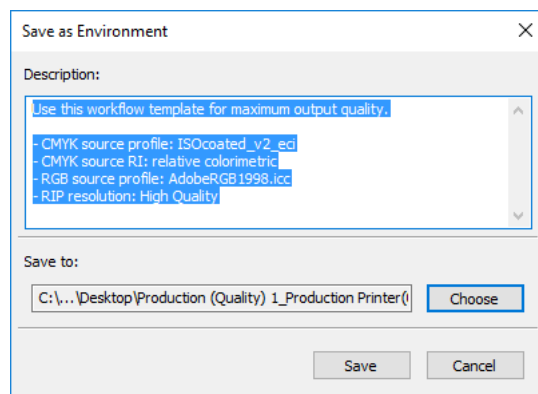 Save as Environment
Description:
Use this workflow template for maximum output quality.
- CMYK source profile: ISOcoated_v2_eci
- CMYK source RI: relative colorimetric
- RGB source profile: AdobeRGB1998.icc
- RIP resolution: High Quality
Save to:
C:\...\Desktop\Production (Quality) 1_Production Printer(
Choose
Save
Cancel